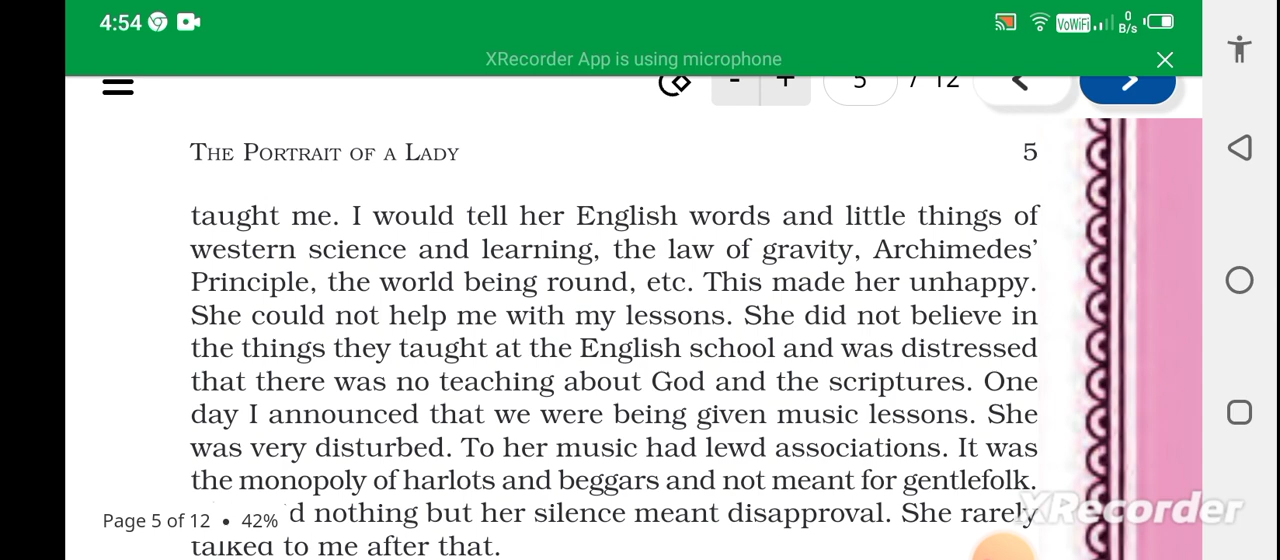 4:54
VoWiFi
0
B/s
XRecorder App is using microphone
- + 5 / 12
THE PORTRAIT OF A LADY 5
taught me. I would tell her English words and little things of
western science and learning, the law of gravity, Archimedes’
Principle, the world being round, etc. This made her unhappy.
She could not help me with my lessons. She did not believe in
the things they taught at the English school and was distressed
that there was no teaching about God and the scriptures. One
day I announced that we were being given music lessons. She
was very disturbed. To her music had lewd associations. It was
the monopoly of harlots and beggars and not meant for gentlefolk.
Page 5 of 12 • 42%
d nothing but her silence meant disapproval. She rarely
talked to me after that.
XRecorder